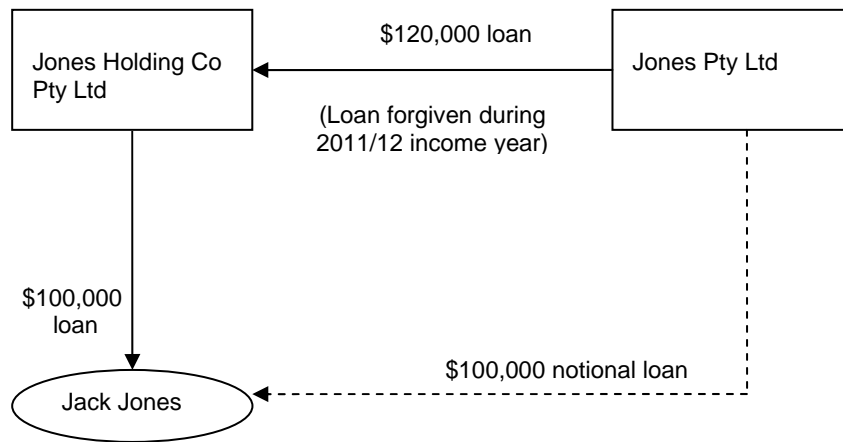 $120,000 loan
Jones Holding Co
Pty Ltd
Jones Pty Ltd
(Loan forgiven during
2011/12 income year)
$100,000
loan
$100,000 notional loan
Jack Jones